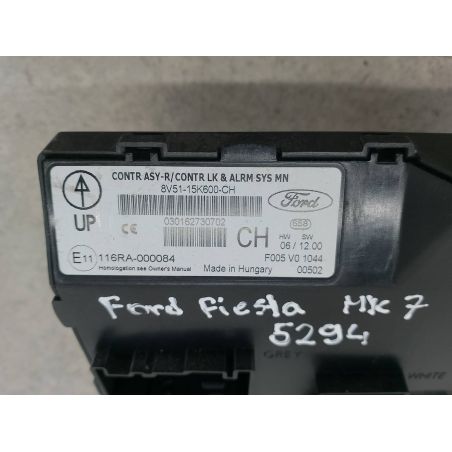 CONTR ASY-R/CONTR LK & ALRM SYS MN
8V51-15K600-CH
UP
030162730702
CE
Ford
658
CH
HW SW
06 / 12.00
E11 116RA-000084
F005 V0 1044
Homologation see Owner's Manual
Made in Hungary
00502
Ford Fiesta MK 7
5294
GREY
WHITE